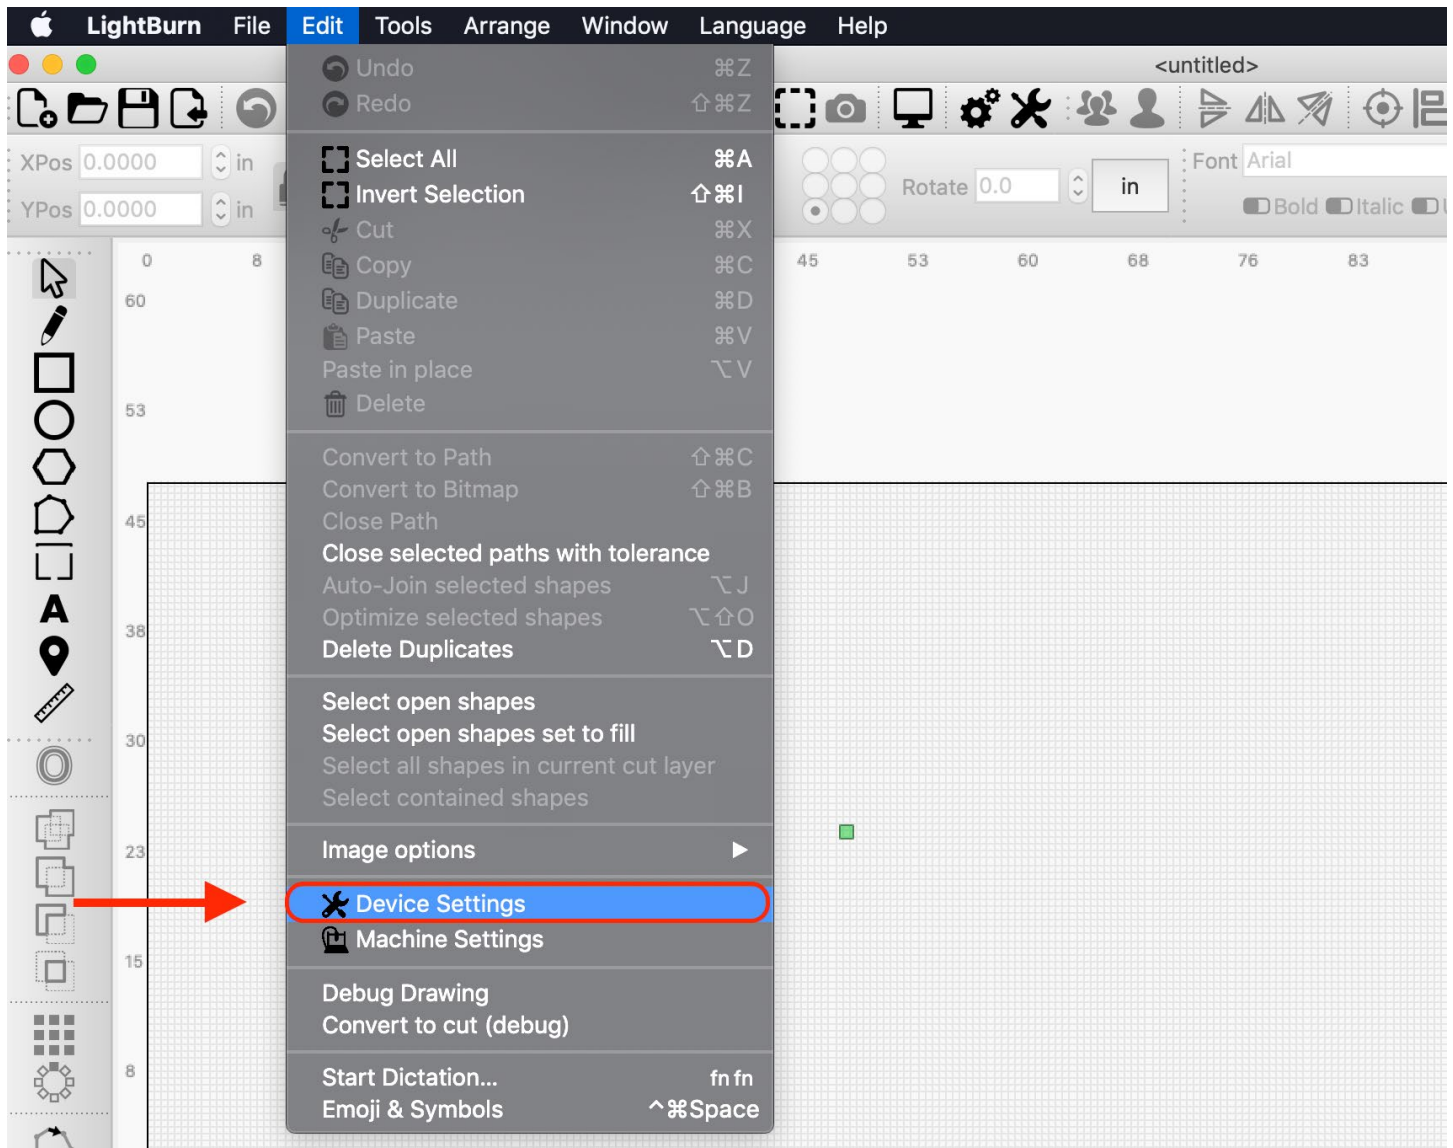 LightBurn File Edit Tools Arrange Window Language Help
<untitled>
Undo ⌘Z
Redo ⇧⌘Z
XPos 0.0000 in
YPos 0.0000 in
Rotate 0.0 in
Font Arial
Bold Italic U
Select All ⌘A
Invert Selection ⇧⌘I
Cut ⌘X
Copy ⌘C
Duplicate ⌘D
Paste ⌘V
Paste in place ⌥V
Delete
Convert to Path ⇧⌘C
Convert to Bitmap ⇧⌘B
Close Path
Close selected paths with tolerance
Auto-Join selected shapes ⌥J
Optimize selected shapes ⌥⇧O
Delete Duplicates ⌥D
Select open shapes
Select open shapes set to fill
Select all shapes in current cut layer
Select contained shapes
Image options ▶
Device Settings
Machine Settings
Debug Drawing
Convert to cut (debug)
Start Dictation... fn fn
Emoji & Symbols ^⌘Space
0 8 45 53 60 68 76 83
60
53
45
38
30
23
15
8